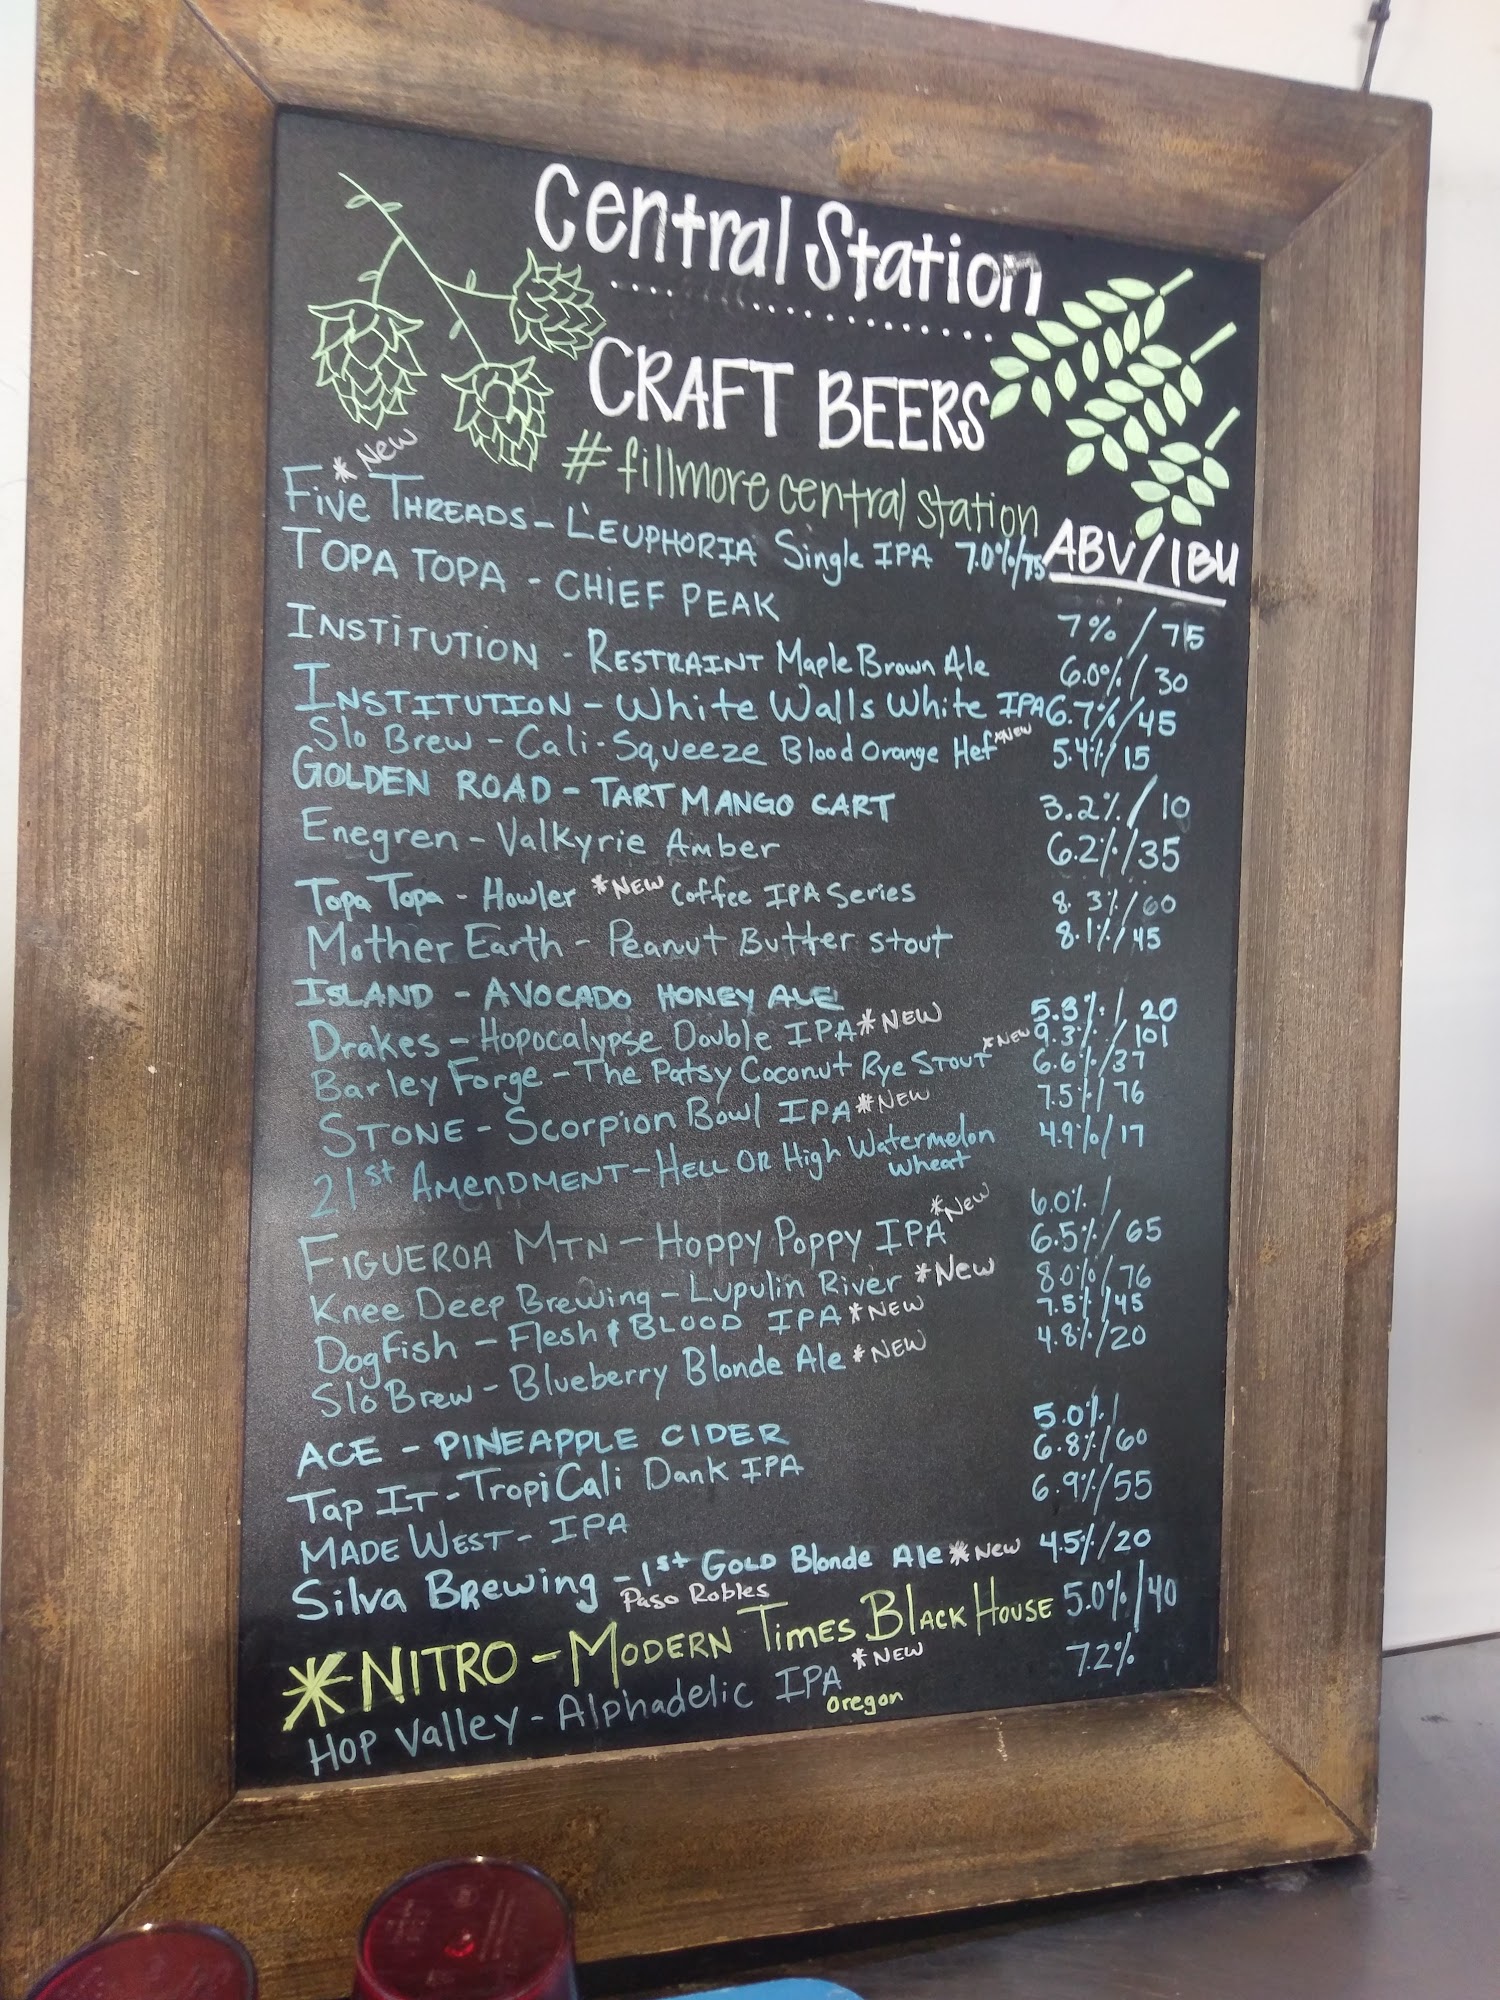 Central Station
CRAFT BEERS
#fillmorecentralstation
*New
ABV/IBU
Five THREADS - L'EUPHORIA Single IPA 7.0%/75
TOPA TOPA - CHIEF PEAK 7% / 75
INSTITUTION - RESTRAINT Maple Brown Ale 6.0% / 30
INSTITUTION - White Walls White IPA 6.7% / 45
Slo Brew - Cali-Squeeze Blood Orange Hef *New 5.4% / 15
GOLDEN ROAD - TART MANGO CART 3.2% / 10
Enegren - Valkyrie Amber 6.2% / 35
Topa Topa - Howler *NEW Coffee IPA Series 8.3% / 60
Mother Earth - Peanut Butter Stout 8.1% / 45
ISLAND - AVOCADO HONEY ALE 5.8% / 20
Drakes - Hopocalypse Double IPA *NEW 9.3% / 101
Barley Forge - The Patsy Coconut Rye Stout *NEW 6.6% / 37
STONE - Scorpion Bowl IPA *NEW 7.5% / 76
21st AMENDMENT - HELL OR High Watermelon 4.9% / 17
Wheat
FIGUEROA MTN - HOPPY POPPY IPA *New 6.0% /
Knee Deep Brewing - Lupulin River *New 6.5% / 65
8.0% / 76
DogFish - Flesh & BLOOD IPA *NEW 7.5% / 45
Slo Brew - Blueberry Blonde Ale *NEW 4.8% / 20
ACE - PINEAPPLE CIDER 5.0% /
Tap IT - TropiCali Dank IPA 6.8% / 60
MADE WEST - IPA 6.9% / 55
Silva Brewing - 1st GOLD Blonde Ale *New 4.5% / 20
Paso Robles
*NITRO - MODERN TIMES BLACK HOUSE 5.0% / 40
HOP Valley - Alphadelic IPA *NEW 7.2%
oregon